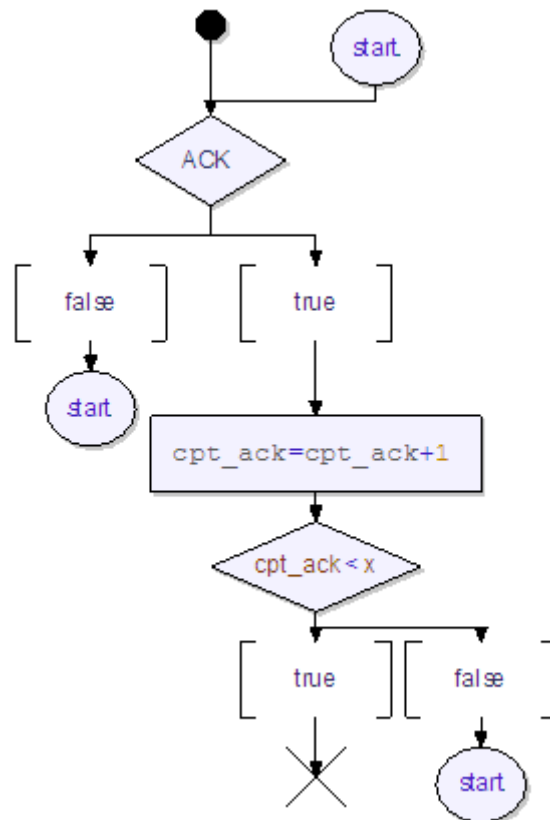 start
ACK
false
true
start
cpt_ack=cpt_ack+1
cpt_ack < x
true
false
start